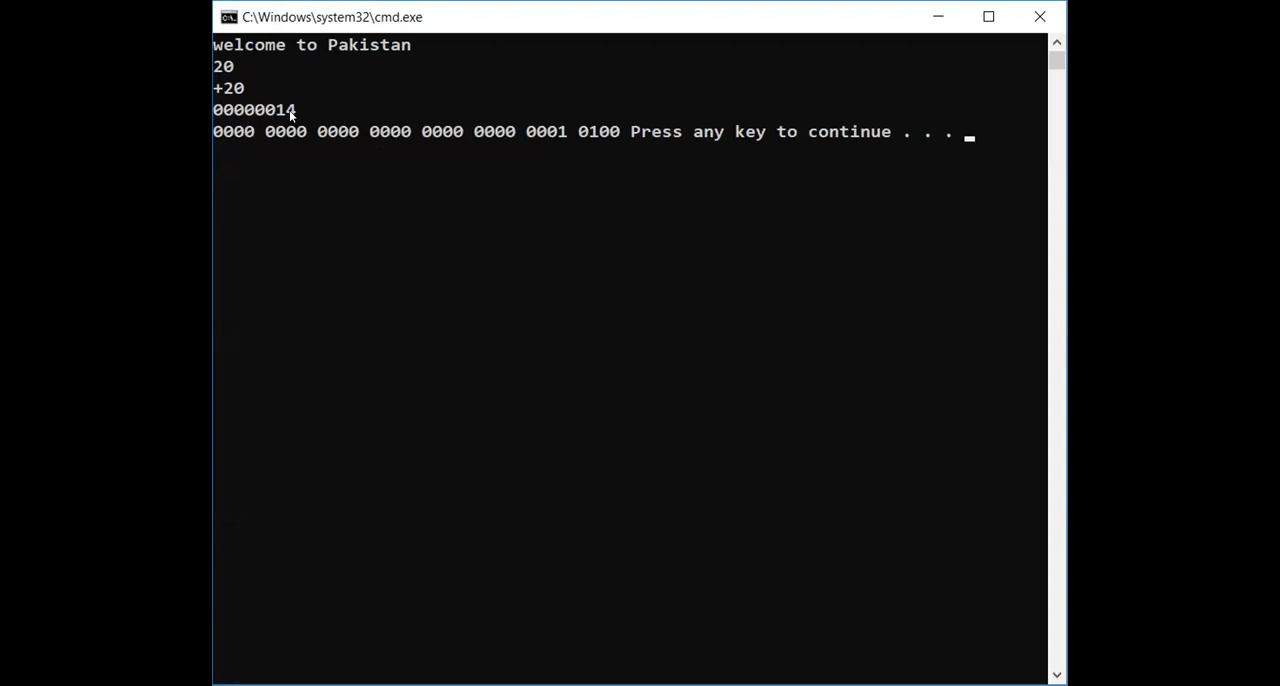 C:\Windows\system32\cmd.exe
welcome to Pakistan
20
+20
00000014
0000 0000 0000 0000 0000 0000 0001 0100 Press any key to continue . . .